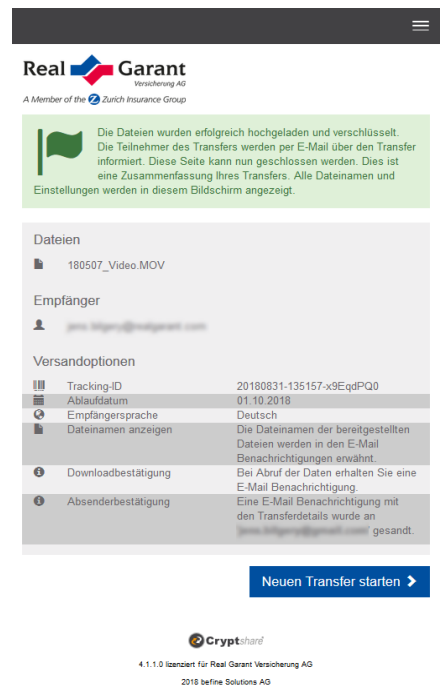 Real Garant
Versicherung AG
A Member of the Zurich Insurance Group
Die Dateien wurden erfolgreich hochgeladen und verschlüsselt.
Die Teilnehmer des Transfers werden per E-Mail über den Transfer
informiert. Diese Seite kann nun geschlossen werden. Dies ist
eine Zusammenfassung Ihres Transfers. Alle Dateinamen und
Einstellungen werden in diesem Bildschirm angezeigt.
Dateien
180507_Video.MOV
Empfänger
Versandoptionen
Tracking-ID 20180831-135157-x9EqdPQ0
Ablaufdatum 01.10.2018
Empfängersprache Deutsch
Dateinamen anzeigen Die Dateinamen der bereitgestellten
Dateien werden in den E-Mail
Benachrichtigungen erwähnt.
Downloadbestätigung Bei Abruf der Daten erhalten Sie eine
E-Mail Benachrichtigung.
Absenderbestätigung Eine E-Mail Benachrichtigung mit
den Transferdetails wurde an
gesandt.
Neuen Transfer starten
Cryptshare
4.1.1.0 lizenziert für Real Garant Versicherung AG
2018 befine Solutions AG